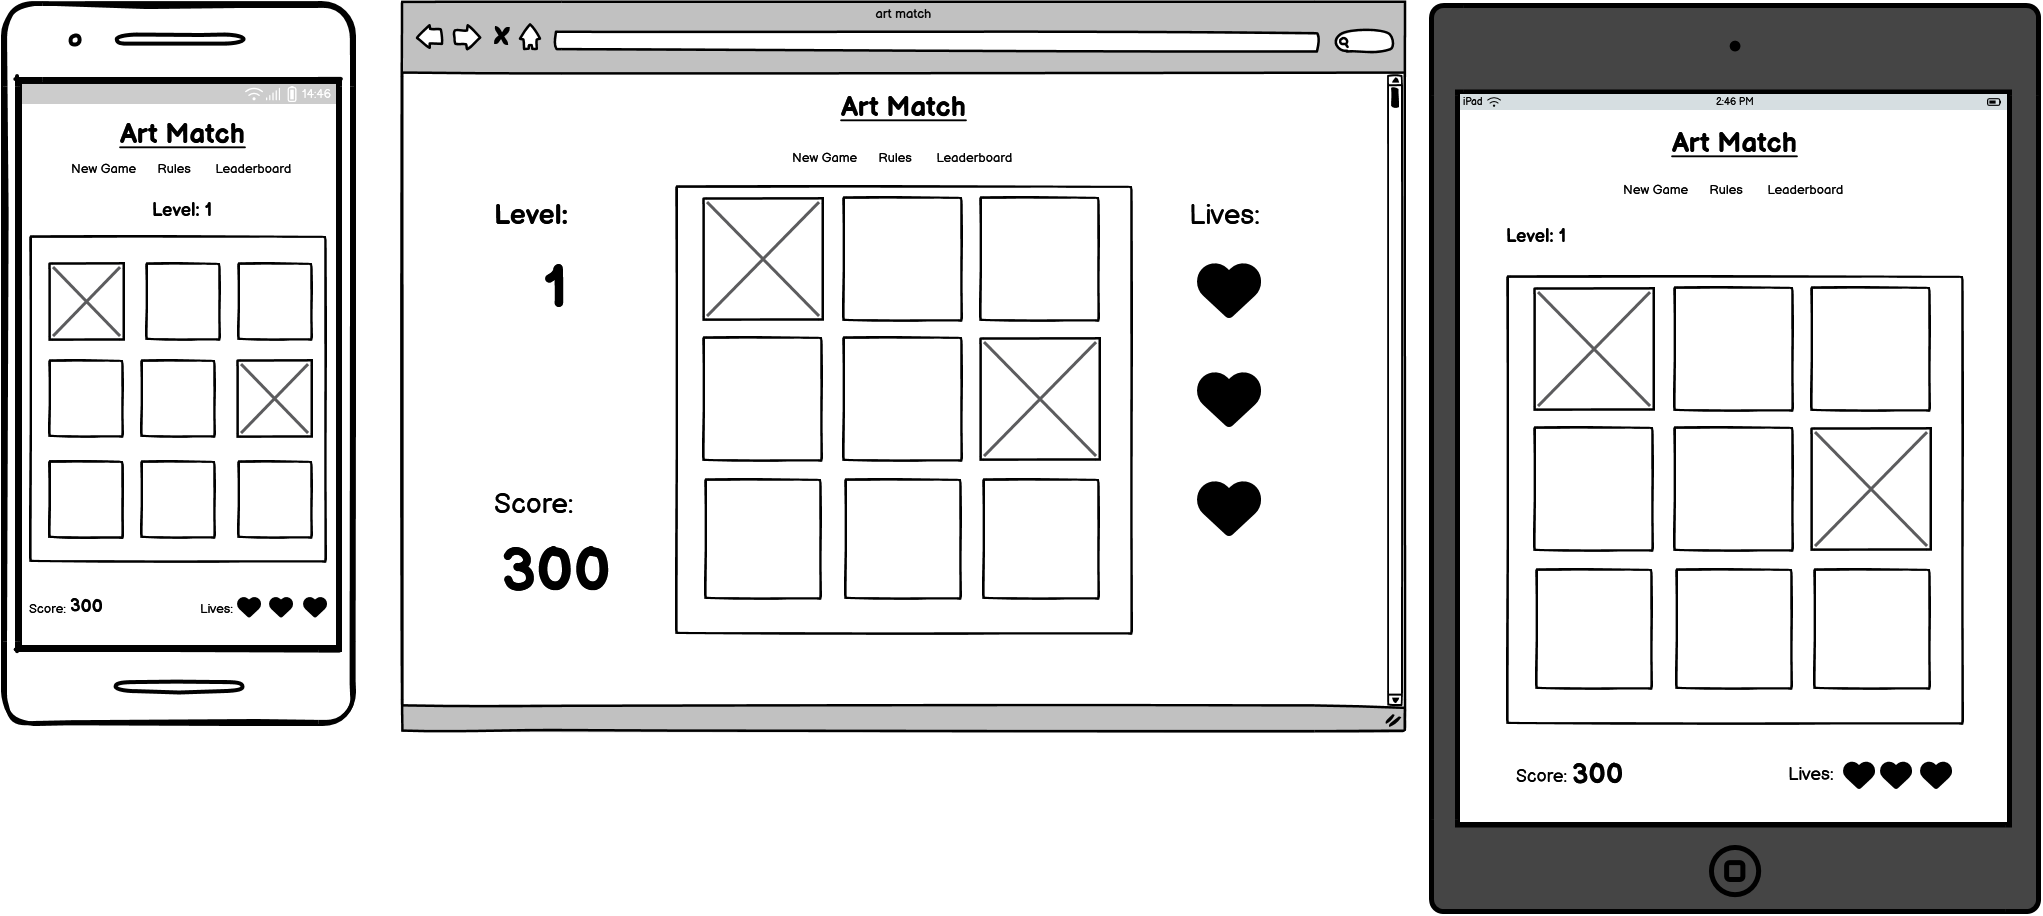 14:46
Art Match
New Game Rules Leaderboard
Level: 1
Score: 300 Lives:
art match
Art Match
New Game Rules Leaderboard
Level:
1
Score:
300
Lives:
iPad 2:46 PM
Art Match
New Game Rules Leaderboard
Level: 1
Score: 300 Lives: